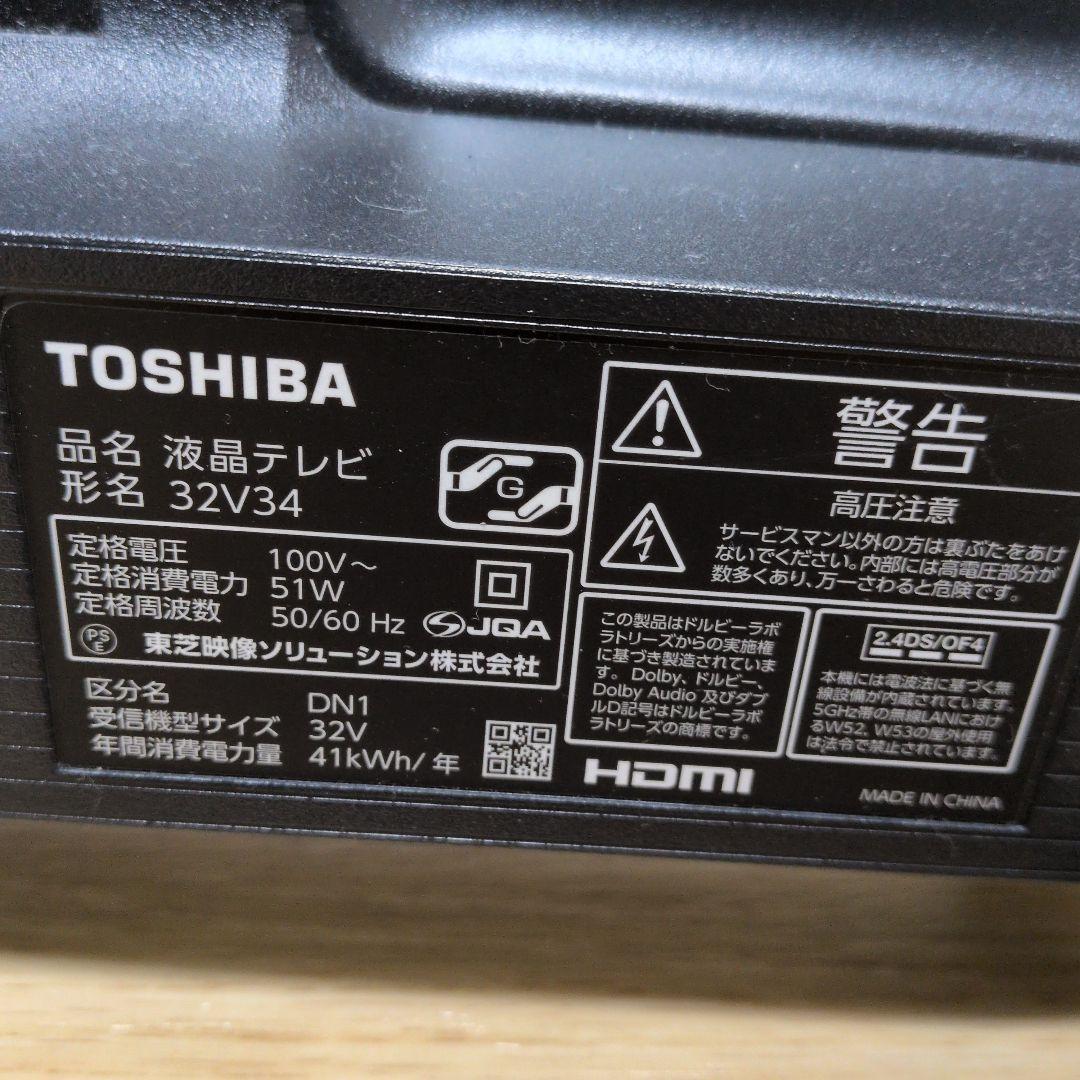 TOSHIBA
品名 液晶テレビ
形名 32V34
G
定格電圧 100V～
定格消費電力 51W
定格周波数 50/60 Hz
JQA
PS
E
東芝映像ソリューション株式会社
区分名 DN1
受信機型サイズ 32V
年間消費電力量 41kWh/年
警告
高圧注意
サービスマン以外の方は裏ぶたをあけ
ないでください。内部には高電圧部分が
数多くあり、万一さわると危険です。
この製品はドルビーラボ
ラトリーズからの実施権
に基づき製造されていま
す。Dolby、ドルビー、
Dolby Audio 及びダブ
ルD記号はドルビーラボ
ラトリーズの商標です。
2.4DS/OF4
本機には電波法に基づく無
線設備が内蔵されています。
5GHz帯の無線LANにおけ
るW52、W53の屋外使用
は法令で禁止されています。
HDMI
MADE IN CHINA